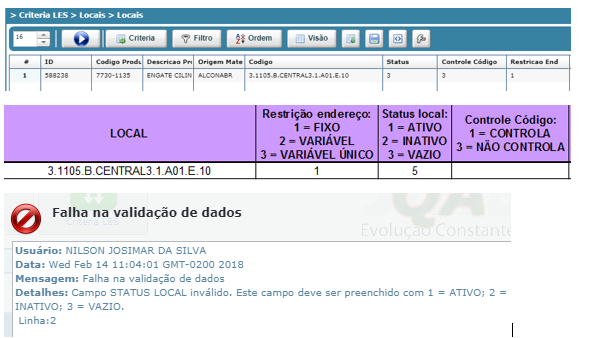 > Criteria LES > Locais > Locais
16 Criteria Filtro Ordem Visão
# ID Codigo Produ Descricao Pro Origem Mate Codigo Status Controle Código Restricao End
1 588238 7730-1135 ENGATE CILIN ALCONABR 3.1105.B.CENTRAL3.1.A01.E.10 3 3 1
LOCAL
Restrição endereço:
1 = FIXO
2 = VARIÁVEL
3 = VARIÁVEL ÚNICO
Status local:
1 = ATIVO
2 = INATIVO
3 = VAZIO
Controle Código:
1 = CONTROLA
3 = NÃO CONTROLA
3.1105.B.CENTRAL3.1.A01.E.10 1 5
Falha na validação de dados
Criteria LES
Evolução Constante
Usuário: NILSON JOSIMAR DA SILVA
Data: Wed Feb 14 11:04:01 GMT-0200 2018
Mensagem: Falha na validação de dados
Detalhes: Campo STATUS LOCAL inválido. Este campo deve ser preenchido com 1 = ATIVO; 2 =
INATIVO; 3 = VAZIO.
Linha:2